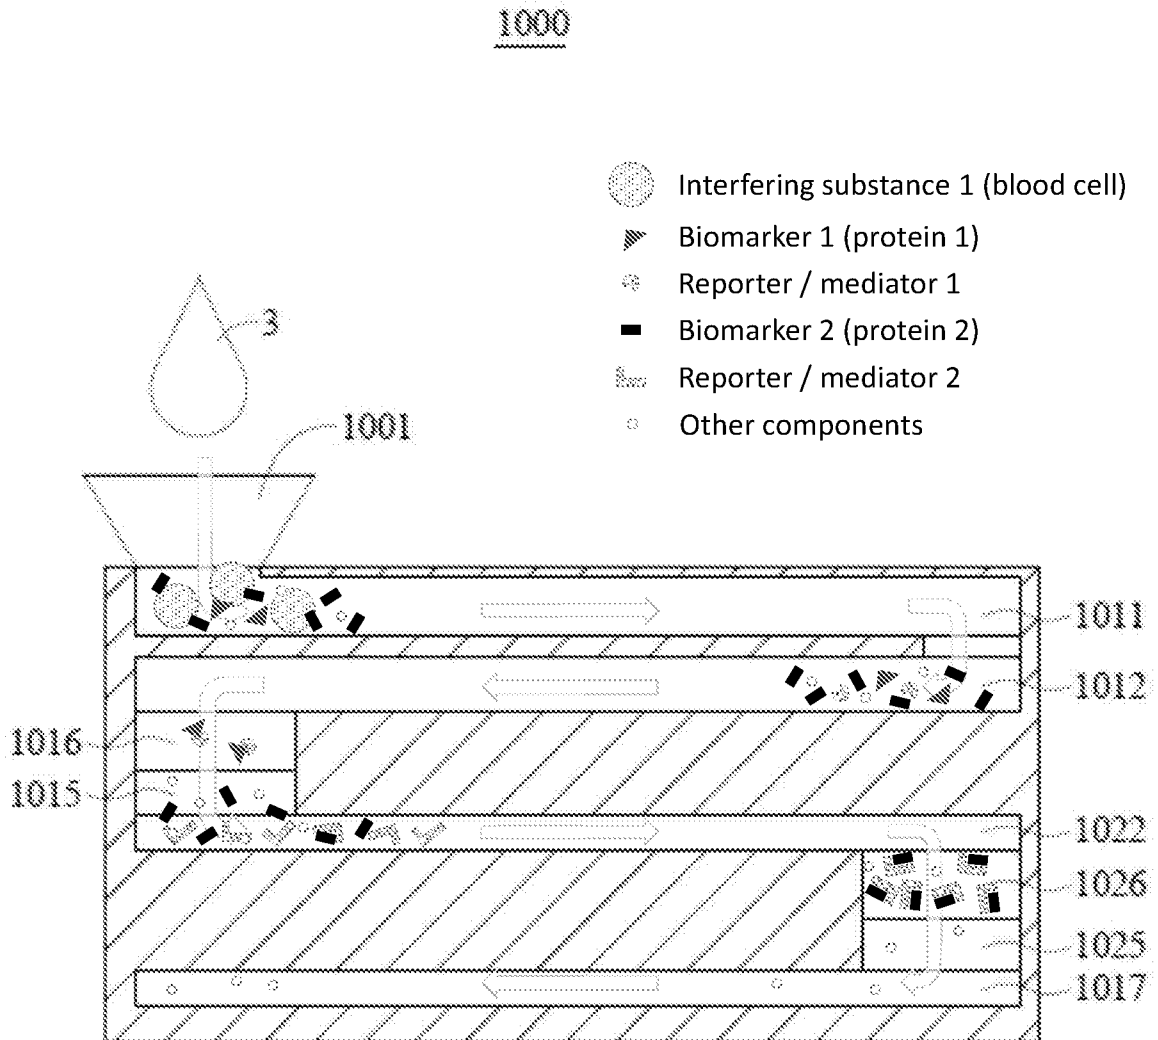 1000
Interfering substance 1 (blood cell)
Biomarker 1 (protein 1)
Reporter / mediator 1
Biomarker 2 (protein 2)
Reporter / mediator 2
Other components
3
1001
1011
1012
1016
1015
1022
1026
1025
1017